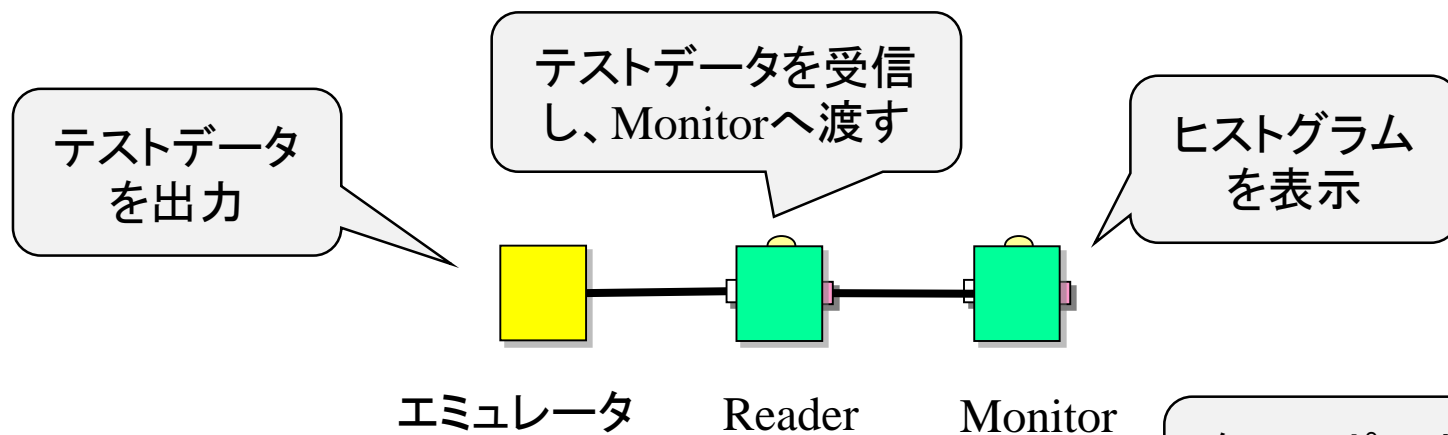 テストデータを受信
し、Monitorへ渡す
テストデータ
を出力
ヒストグラム
を表示
エミュレータ
Reader
Monitor